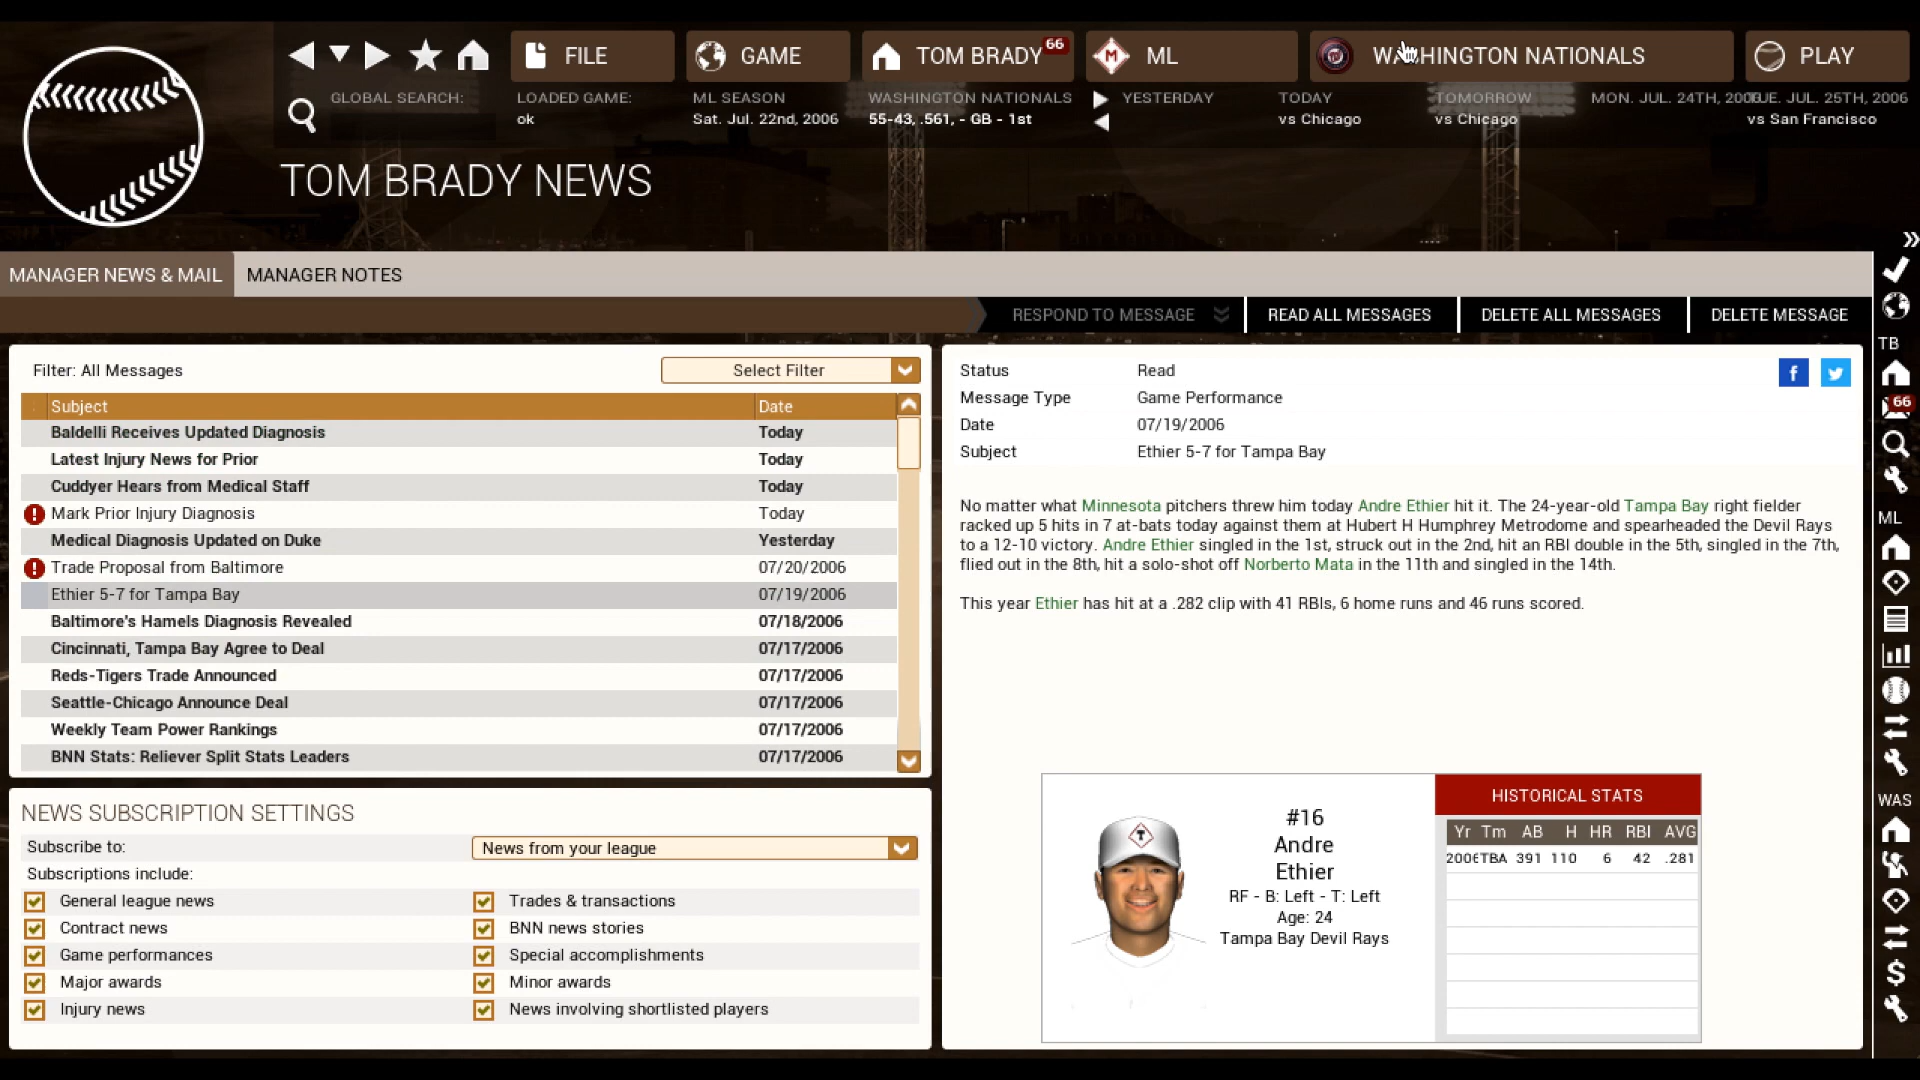 FILE
GAME
TOM BRADY 66
ML
WASHINGTON NATIONALS
PLAY
GLOBAL SEARCH:
LOADED GAME:
ok
ML SEASON
Sat. Jul. 22nd, 2006
WASHINGTON NATIONALS
55-43, .561, - GB - 1st
YESTERDAY
TODAY
vs Chicago
TOMORROW
vs Chicago
MON. JUL. 24TH,
TUE. JUL. 25TH, 2006
vs San Francisco
TOM BRADY NEWS
MANAGER NEWS & MAIL
MANAGER NOTES
RESPOND TO MESSAGE
READ ALL MESSAGES
DELETE ALL MESSAGES
DELETE MESSAGE
Filter: All Messages
Select Filter
Subject Date
Baldelli Receives Updated Diagnosis Today
Latest Injury News for Prior Today
Cuddyer Hears from Medical Staff Today
Mark Prior Injury Diagnosis Today
Medical Diagnosis Updated on Duke Yesterday
Trade Proposal from Baltimore 07/20/2006
Ethier 5-7 for Tampa Bay 07/19/2006
Baltimore's Hamels Diagnosis Revealed 07/18/2006
Cincinnati, Tampa Bay Agree to Deal 07/17/2006
Reds-Tigers Trade Announced 07/17/2006
Seattle-Chicago Announce Deal 07/17/2006
Weekly Team Power Rankings 07/17/2006
BNN Stats: Reliever Split Stats Leaders 07/17/2006
NEWS SUBSCRIPTION SETTINGS
Subscribe to: News from your league
Subscriptions include:
General league news Trades & transactions
Contract news BNN news stories
Game performances Special accomplishments
Major awards Minor awards
Injury news News involving shortlisted players
Status Read
Message Type Game Performance
Date 07/19/2006
Subject Ethier 5-7 for Tampa Bay
No matter what Minnesota pitchers threw him today Andre Ethier hit it. The 24-year-old Tampa Bay right fielder
racked up 5 hits in 7 at-bats today against them at Hubert H Humphrey Metrodome and spearheaded the Devil Rays
to a 12-10 victory. Andre Ethier singled in the 1st, struck out in the 2nd, hit an RBI double in the 5th, singled in the 7th,
flied out in the 8th, hit a solo-shot off Norberto Mata in the 11th and singled in the 14th.
This year Ethier has hit at a .282 clip with 41 RBIs, 6 home runs and 46 runs scored.
#16
Andre
Ethier
RF - B: Left - T: Left
Age: 24
Tampa Bay Devil Rays
HISTORICAL STATS
Yr Tm AB H HR RBI AVG
2006 TBA 391 110 6 42 .281
TB
66
ML
WAS